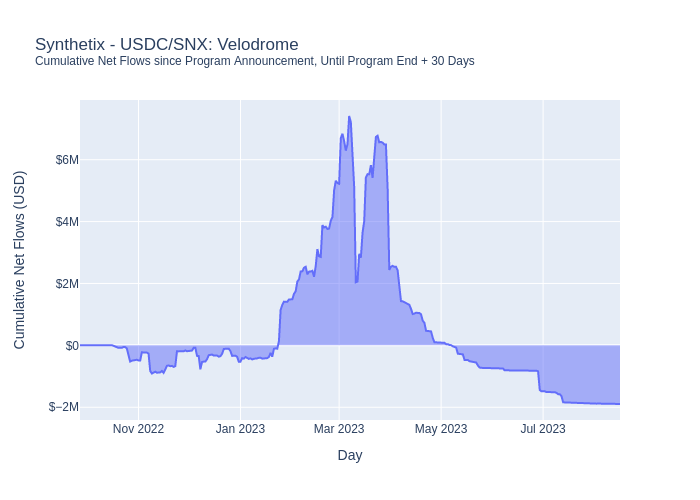 Synthetix - USDC/SNX: Velodrome
Cumulative Net Flows since Program Announcement, Until Program End + 30 Days
Cumulative Net Flows (USD)
$6M
$4M
$2M
$0
$−2M
Nov 2022
Jan 2023
Mar 2023
May 2023
Jul 2023
Day